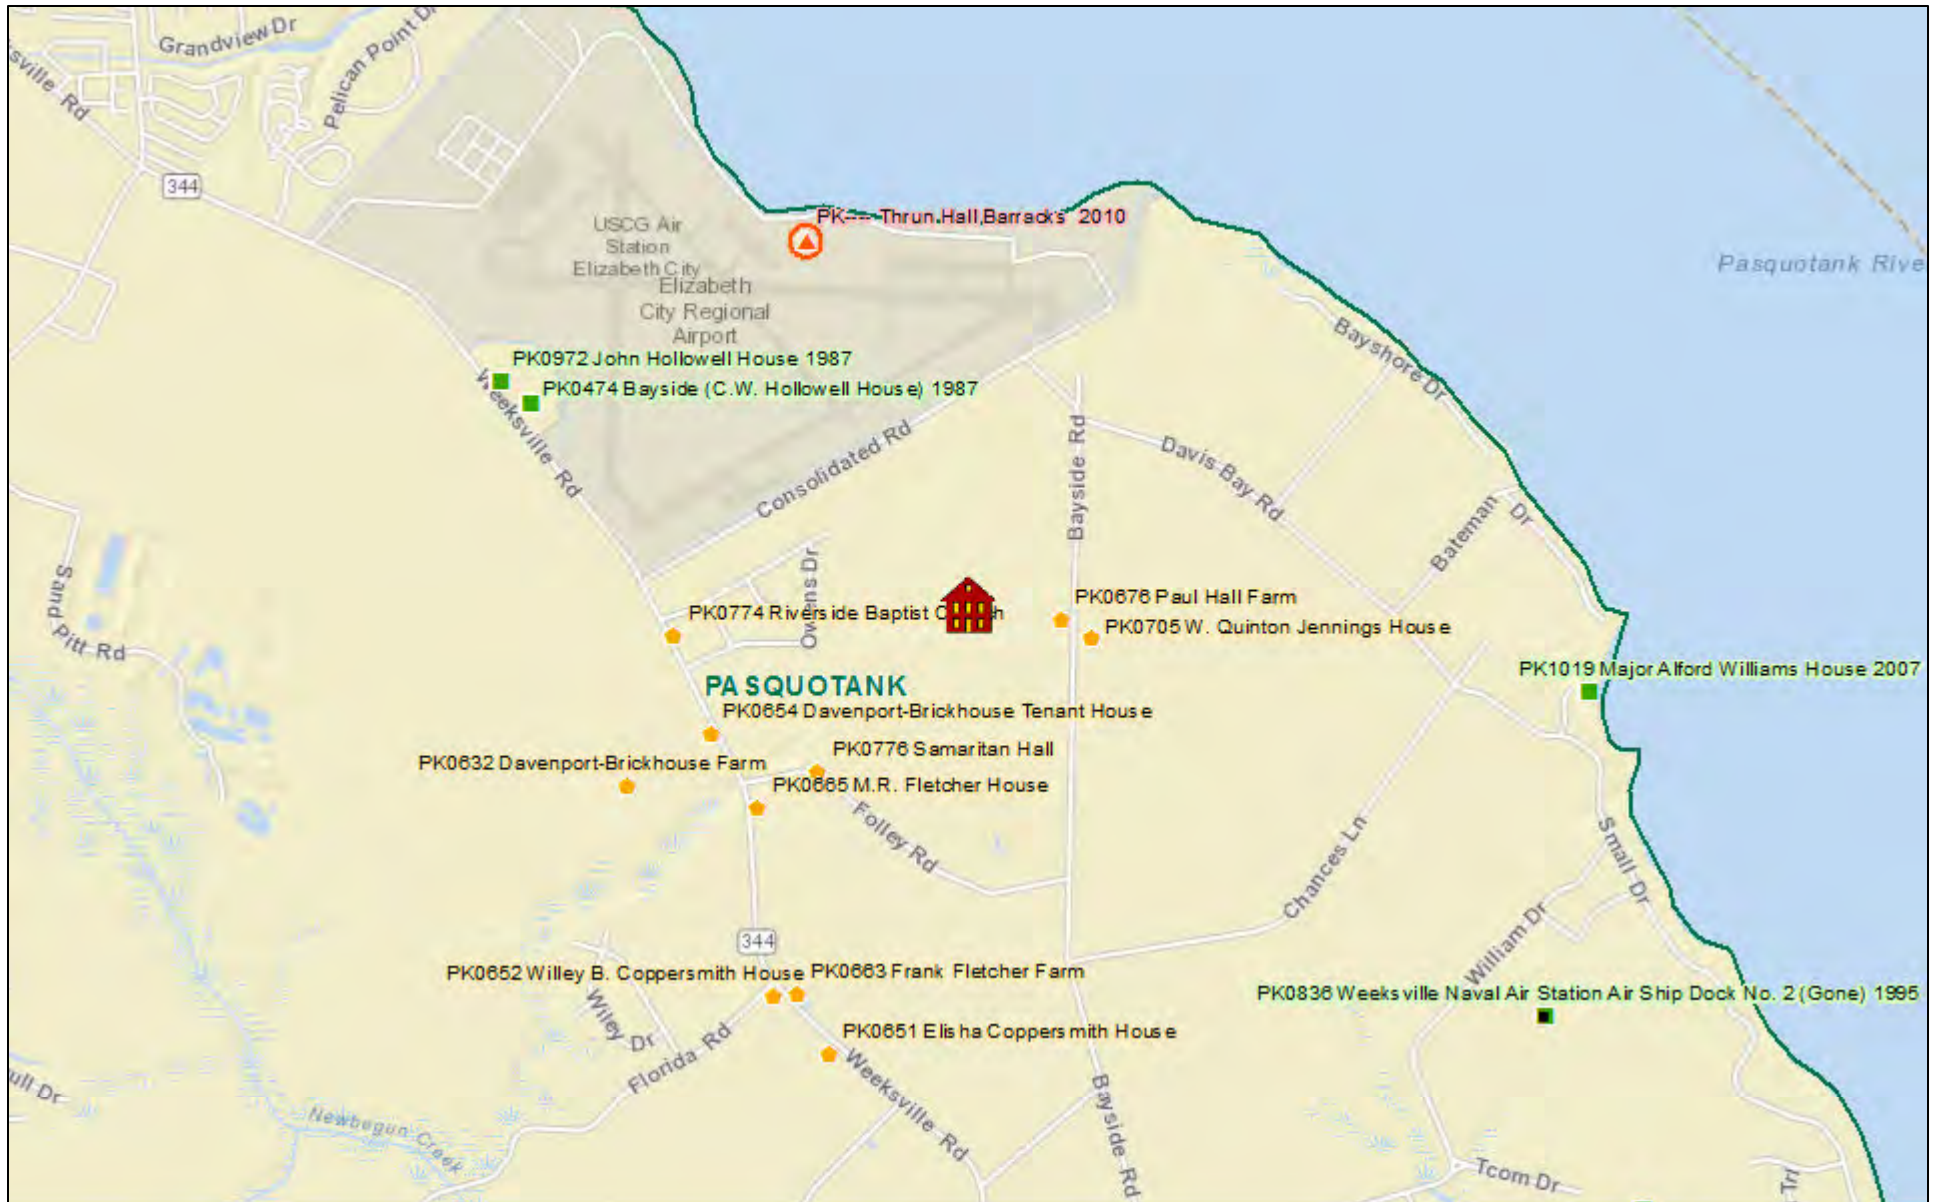 Grandview Dr
Pelican Point Dr
sville Rd
344
USCG Air
Station
Elizabeth City
Elizabeth
City Regional
Airport
PK---- Thrun Hall,Barracks 2010
Pasquotank Rive
Bayshore Dr
PK0972 John Hollowell House 1987
PK0474 Bayside (C.W. Hollowell House) 1987
Weeksville Rd
Consolidated Rd
Bayside Rd
Davis Bay Rd
Bateman Dr
Sand Pitt Rd
Owens Dr
PK0774 Riverside Baptist C h
PK0676 Paul Hall Farm
PK0705 W. Quinton Jennings House
PK1019 Major Alford Williams House 2007
PASQUOTANK
PK0654 Davenport-Brickhouse Tenant House
PK0776 Samaritan Hall
PK0632 Davenport-Brickhouse Farm
PK0665 M.R. Fletcher House
Folley Rd
Chances Ln
Small Dr
William Dr
344
PK0652 Willey B. Coppersmith House
PK0663 Frank Fletcher Farm
PK0836 Weeksville Naval Air Station Air Ship Dock No. 2 (Gone) 1995
Wiley Dr
Florida Rd
PK0651 Elisha Coppersmith House
Weeksville Rd
Bayside Rd
ull Dr
Newbegun Creek
Tcom Dr
Trl